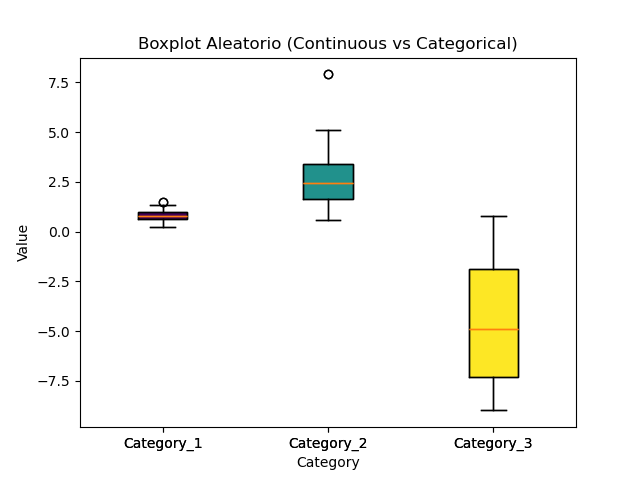 Boxplot Aleatorio (Continuous vs Categorical)
7.5
5.0
2.5
0.0
−2.5
−5.0
−7.5
Value
Category_1 Category_2 Category_3
Category